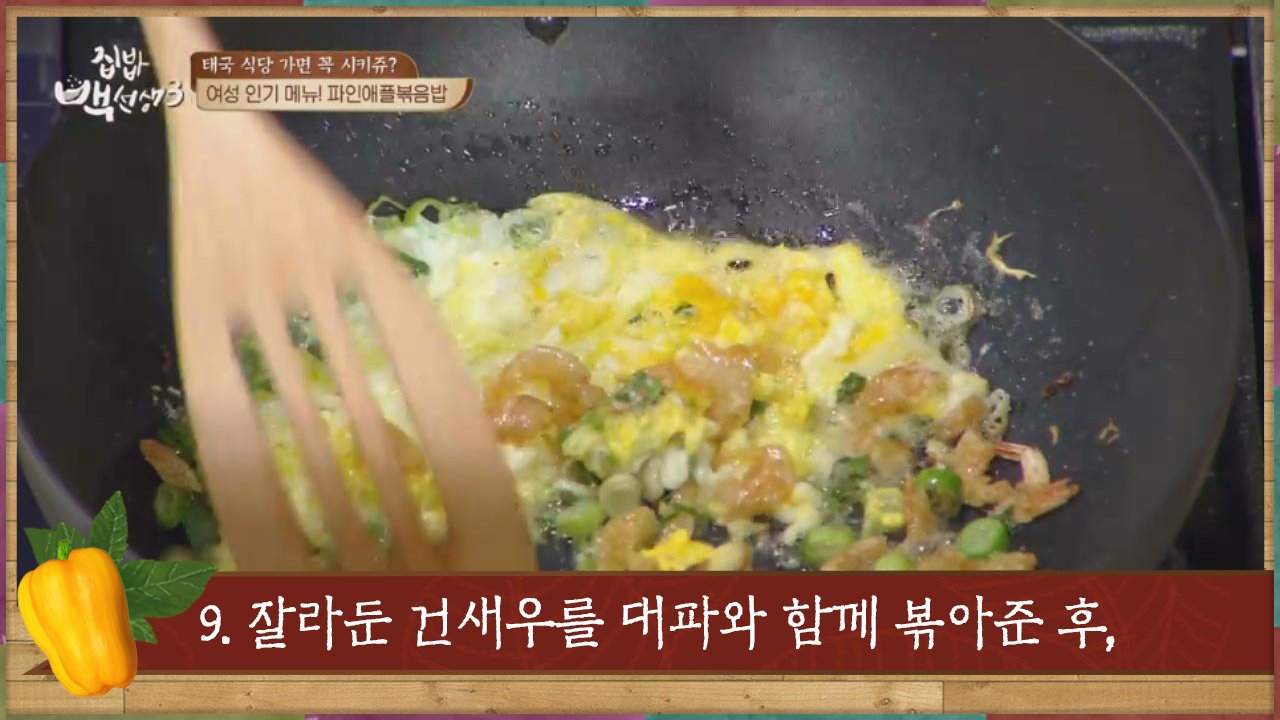 집밥
백선생3
태국 식당 가면 꼭 시키쥬?
여성 인기 메뉴! 파인애플볶음밥
9. 잘라둔 건새우를 대파와 함께 볶아준 후,